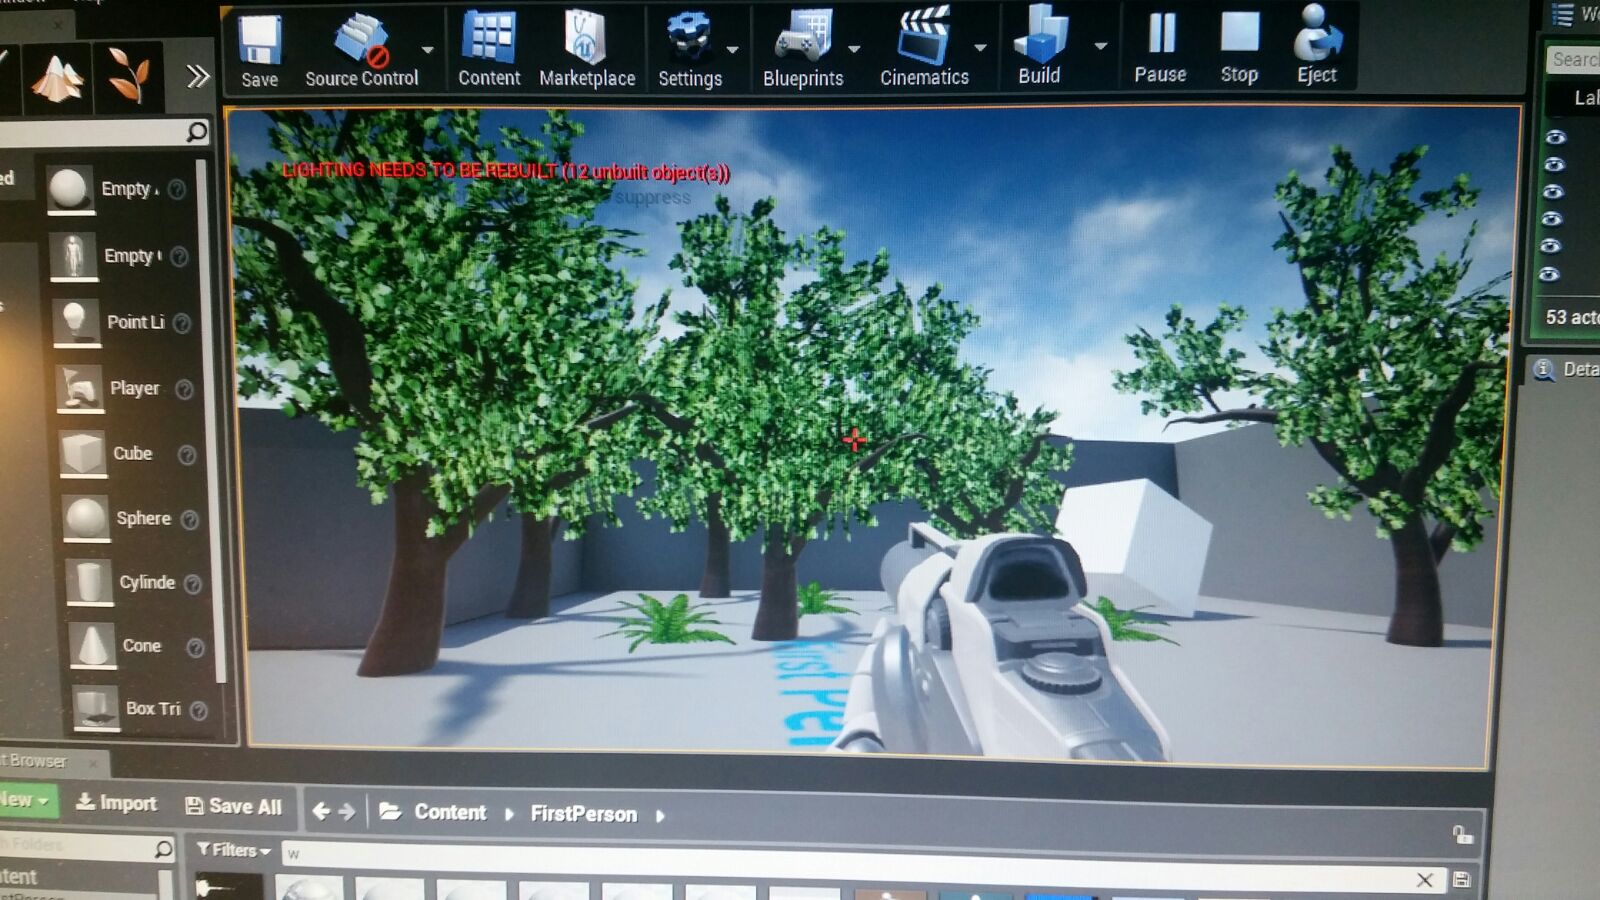 Save Source Control Content Marketplace Settings Blueprints Cinematics Build Pause Stop Eject
LIGHTING NEEDS TO BE REBUILT (12 unbuilt object(s))
suppress
Empty
Empty
Point Li
Player
Cube
Sphere
Cylinde
Cone
Box Tri
First Per
53 acto
Deta
t Browser
New Import Save All Content FirstPerson
Filters w